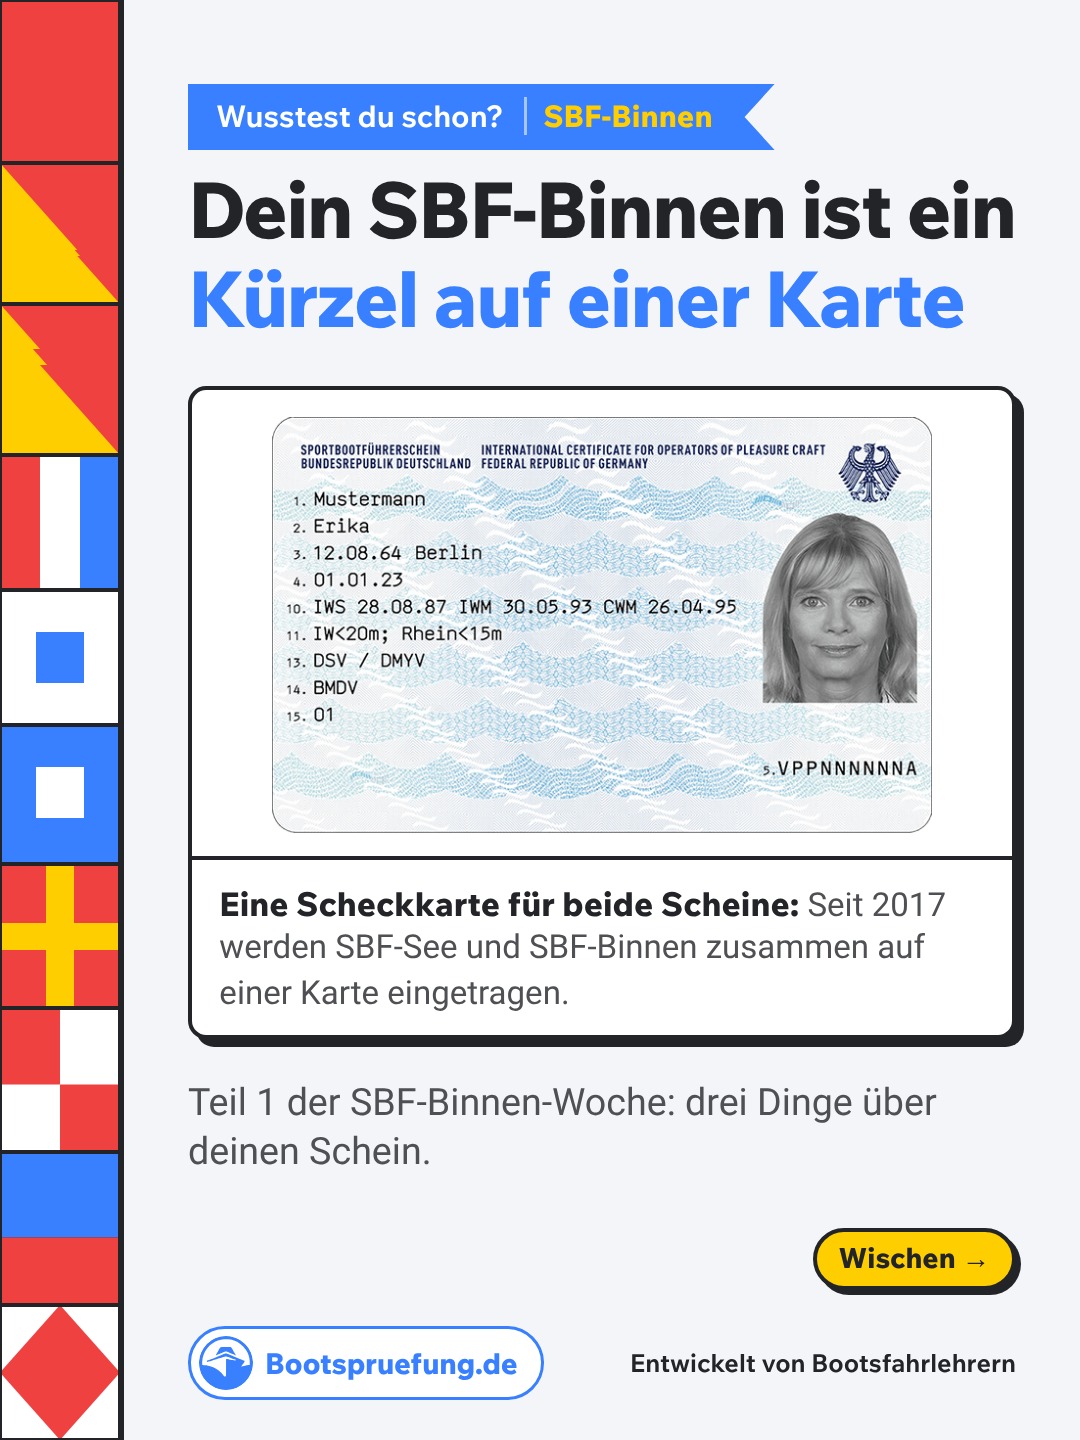 Wusstest du schon? | SBF-Binnen
Dein SBF-Binnen ist ein
Kürzel auf einer Karte
SPORTBOOTFÜHRERSCHEIN INTERNATIONAL CERTIFICATE FOR OPERATORS OF PLEASURE CRAFT
BUNDESREPUBLIK DEUTSCHLAND FEDERAL REPUBLIC OF GERMANY
1. Mustermann
2. Erika
3. 12.08.64 Berlin
4. 01.01.23
10. IWS 28.08.87 IWM 30.05.93 CWM 26.04.95
11. IW<20m; Rhein<15m
13. DSV / DMYV
14. BMDV
15. 01
5. VPPNNNNNNA
Eine Scheckkarte für beide Scheine: Seit 2017
werden SBF-See und SBF-Binnen zusammen auf
einer Karte eingetragen.
Teil 1 der SBF-Binnen-Woche: drei Dinge über
deinen Schein.
Wischen →
Bootspruefung.de
Entwickelt von Bootsfahrlehrern